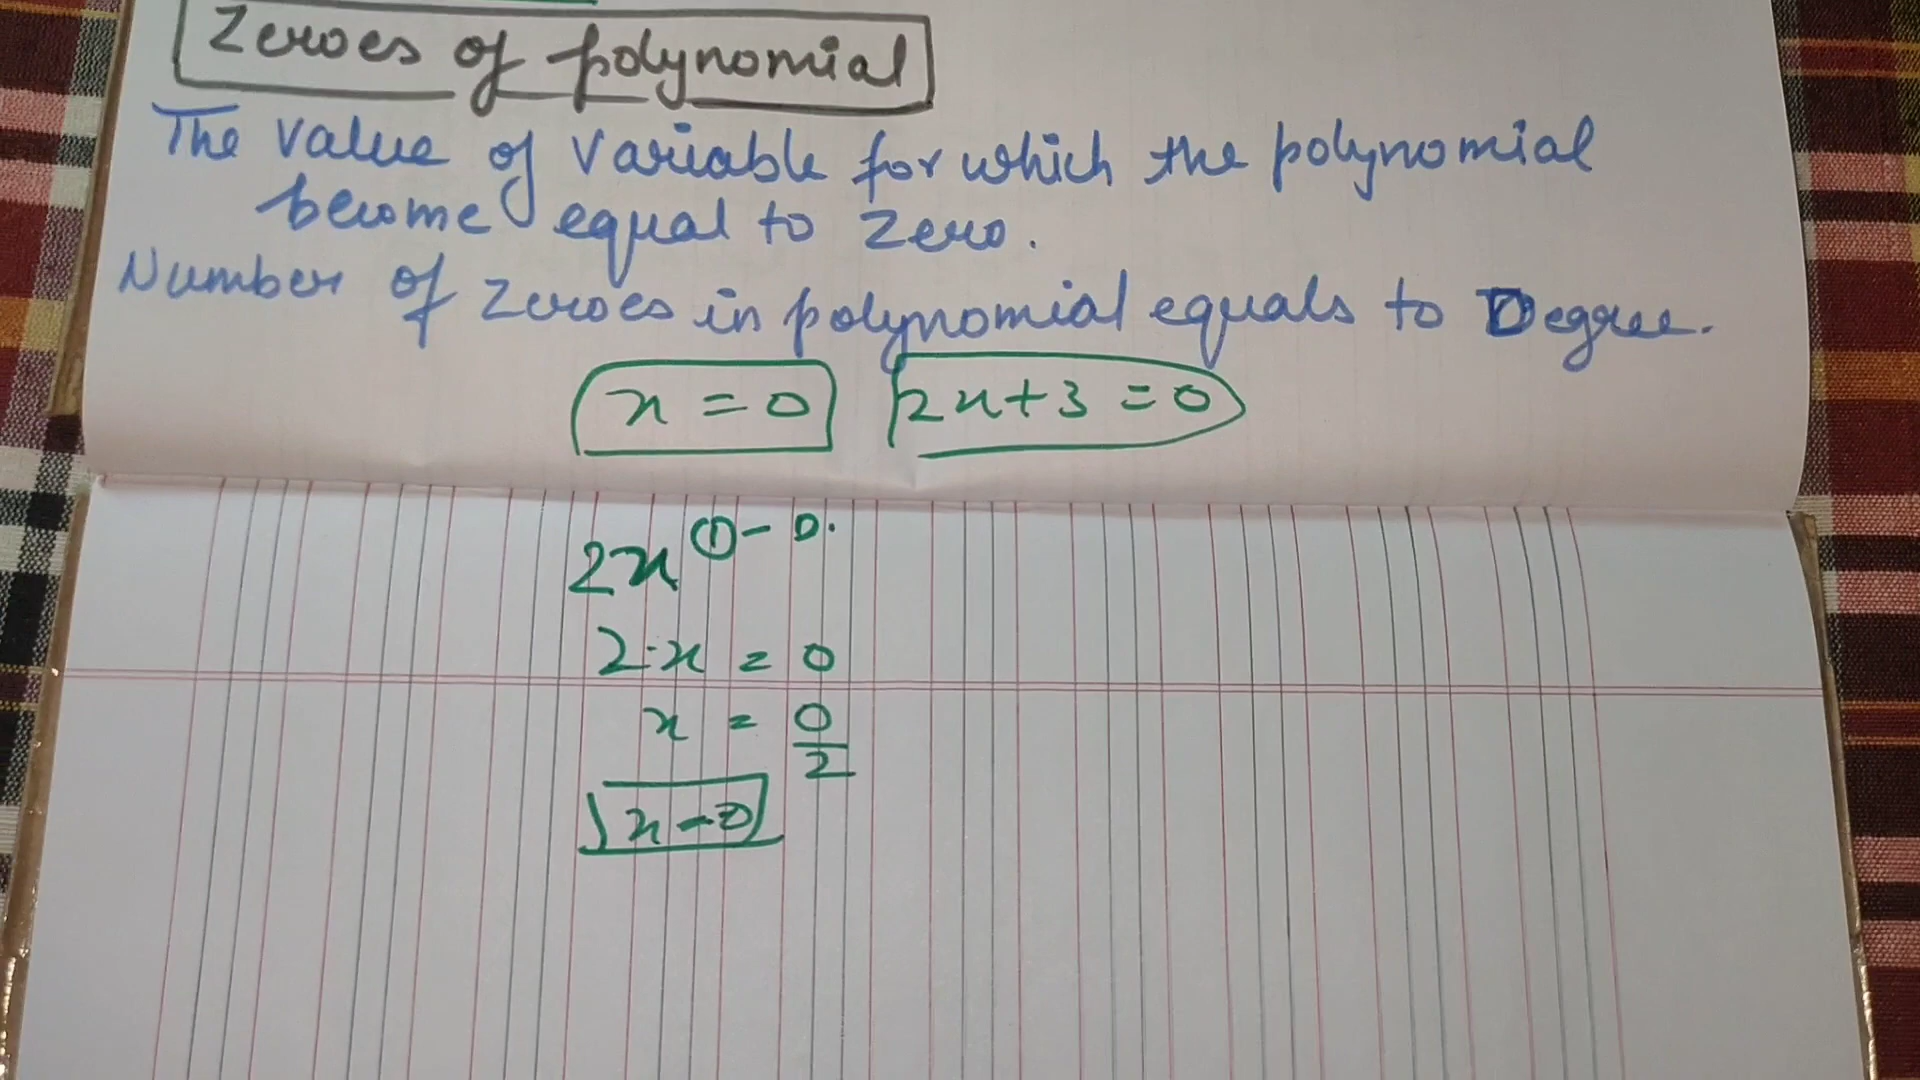 Zeroes of polynomial
The value of variable for which the polynomial
become equal to zero.
Number of zeroes in polynomial equals to Degree.
x = 0 2x+3 = 0
2x ① - D.
2·x = 0
x = 0/2
x = 0